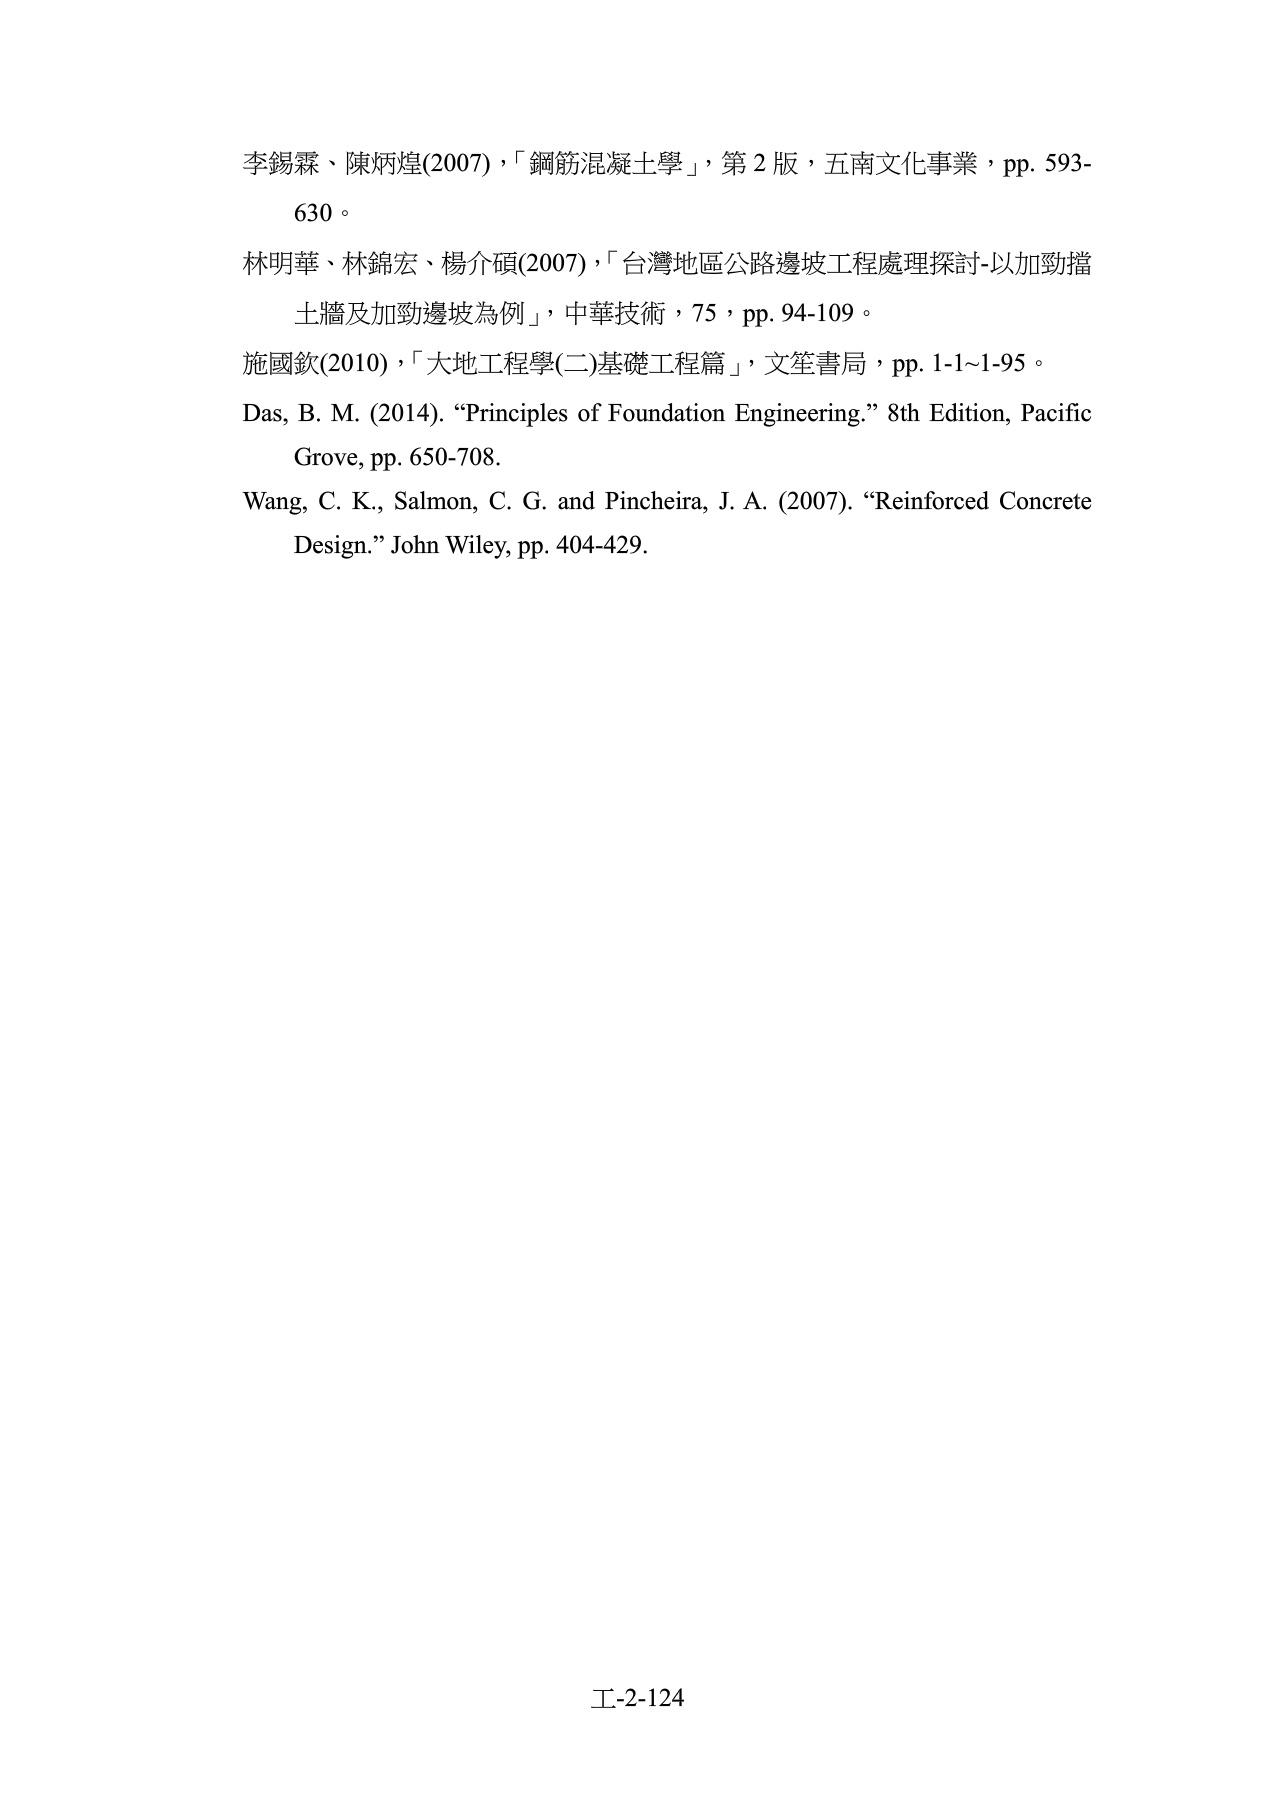 李錫霖、陳炳煌(2007)，「鋼筋混凝土學」，第 2 版，五南文化事業，pp. 593-
630。
林明華、林錦宏、楊介碩(2007)，「台灣地區公路邊坡工程處理探討-以加勁擋
土牆及加勁邊坡為例」，中華技術，75，pp. 94-109。
施國欽(2010)，「大地工程學(二)基礎工程篇」，文笙書局，pp. 1-1~1-95。
Das, B. M. (2014). “Principles of Foundation Engineering.” 8th Edition, Pacific
Grove, pp. 650-708.
Wang, C. K., Salmon, C. G. and Pincheira, J. A. (2007). “Reinforced Concrete
Design.” John Wiley, pp. 404-429.
工-2-124